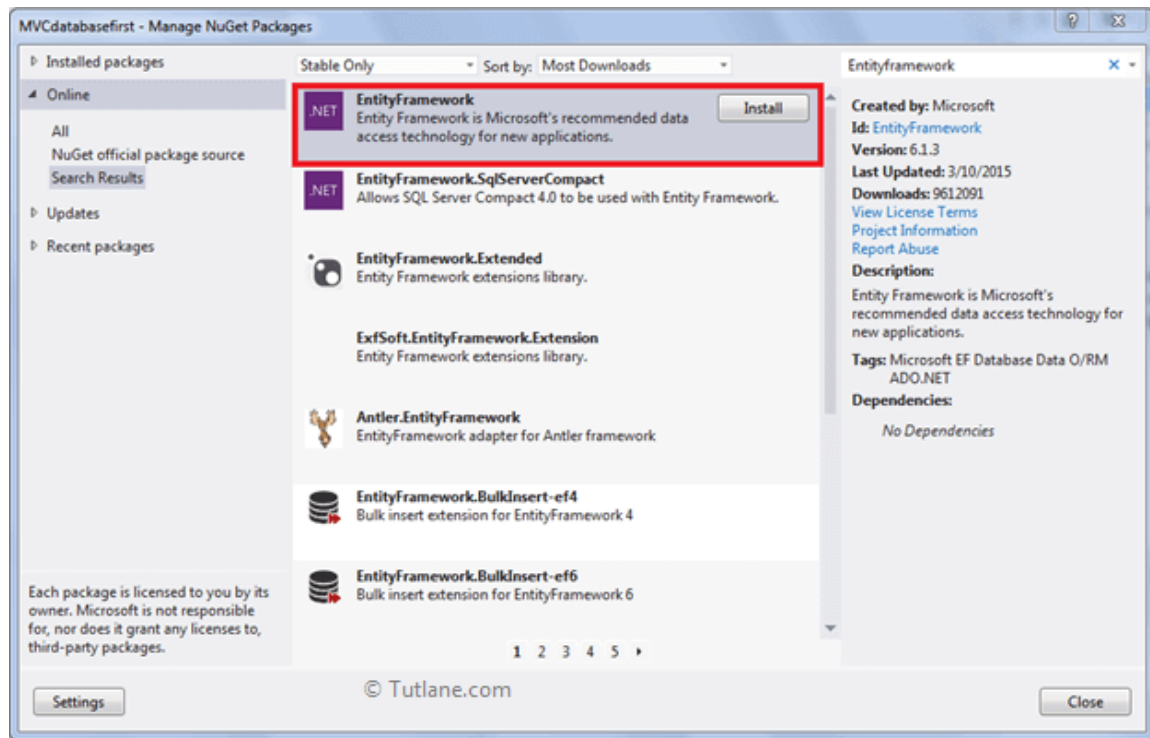 MVCdatabasefirst - Manage NuGet Packages
Installed packages
Online
All
NuGet official package source
Search Results
Updates
Recent packages
Each package is licensed to you by its
owner. Microsoft is not responsible
for, nor does it grant any licenses to,
third-party packages.
Settings
Stable Only
Sort by: Most Downloads
.NET
EntityFramework
Entity Framework is Microsoft's recommended data
access technology for new applications.
Install
.NET
EntityFramework.SqlServerCompact
Allows SQL Server Compact 4.0 to be used with Entity Framework.
EntityFramework.Extended
Entity Framework extensions library.
ExfSoft.EntityFramework.Extension
Entity Framework extensions library.
Antler.EntityFramework
EntityFramework adapter for Antler framework
EntityFramework.BulkInsert-ef4
Bulk insert extension for EntityFramework 4
EntityFramework.BulkInsert-ef6
Bulk insert extension for EntityFramework 6
1 2 3 4 5
© Tutlane.com
Entityframework
Created by: Microsoft
Id: EntityFramework
Version: 6.1.3
Last Updated: 3/10/2015
Downloads: 9612091
View License Terms
Project Information
Report Abuse
Description:
Entity Framework is Microsoft's
recommended data access technology for
new applications.
Tags: Microsoft EF Database Data O/RM
ADO.NET
Dependencies:
No Dependencies
Close